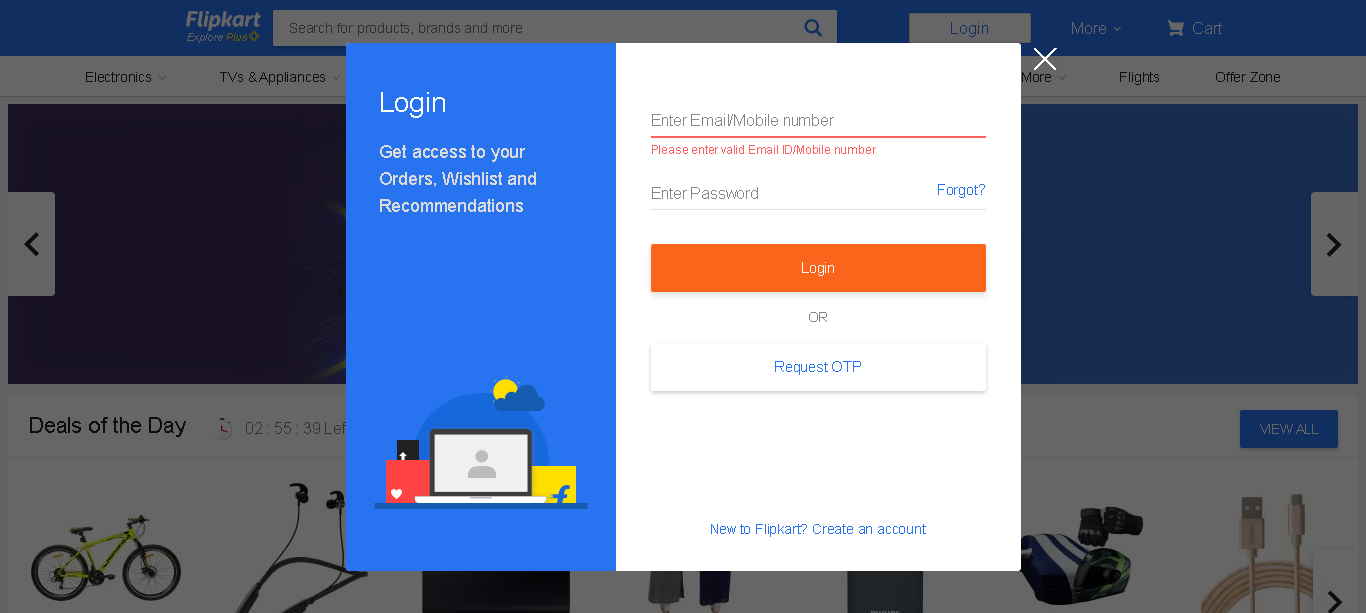 Flipkart
Explore Plus
Search for products, brands and more
Login
More
Cart
Electronics
TVs & Appliances
More
Flights
Offer Zone
Login
Get access to your
Orders, Wishlist and
Recommendations
Enter Email/Mobile number
Please enter valid Email ID/Mobile number
Enter Password
Forgot?
Login
OR
Request OTP
New to Flipkart? Create an account
Deals of the Day
02 : 55 : 39 Lef
VIEW ALL
PHILIPS